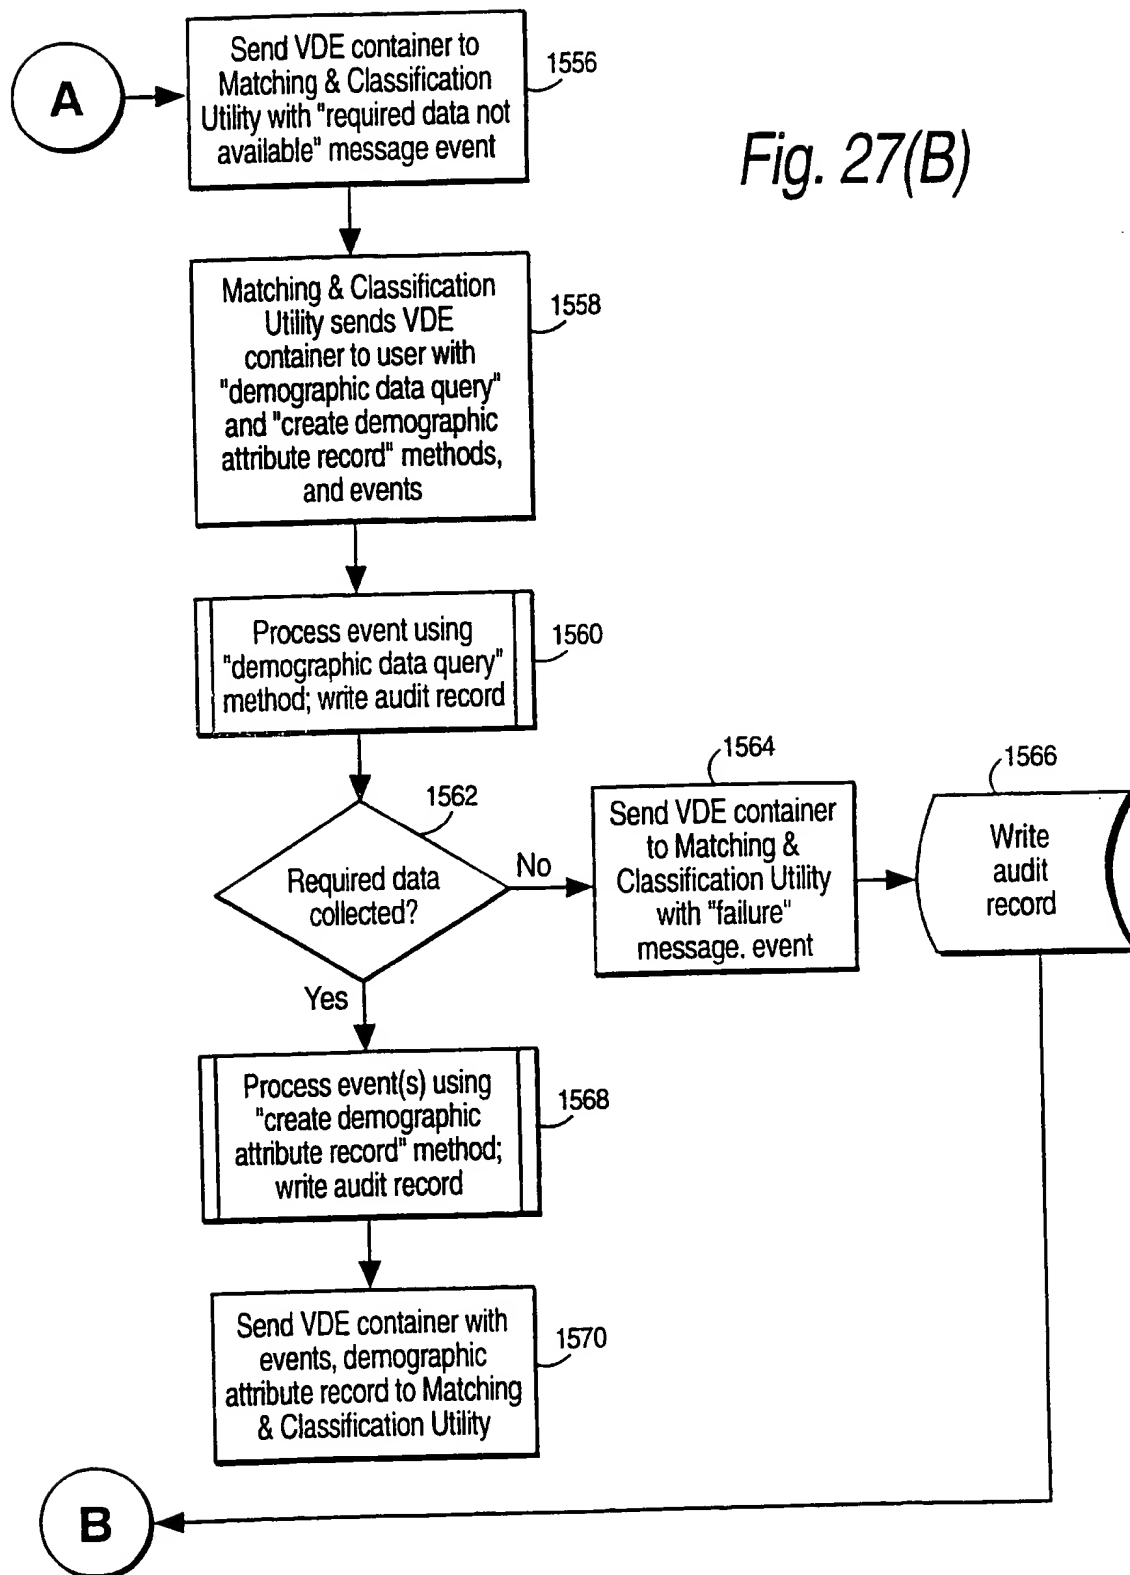 A
Send VDE container to
Matching & Classification
Utility with "required data not
available" message event
1556
Fig. 27(B)
Matching & Classification
Utility sends VDE
container to user with
"demographic data query"
and "create demographic
attribute record" methods,
and events
1558
Process event using
"demographic data query"
method; write audit record
1560
1562
Required data
collected?
No
Yes
1564
Send VDE container
to Matching &
Classification Utility
with "failure"
message. event
1566
Write
audit
record
Process event(s) using
"create demographic
attribute record" method;
write audit record
1568
Send VDE container with
events, demographic
attribute record to Matching
& Classification Utility
1570
B